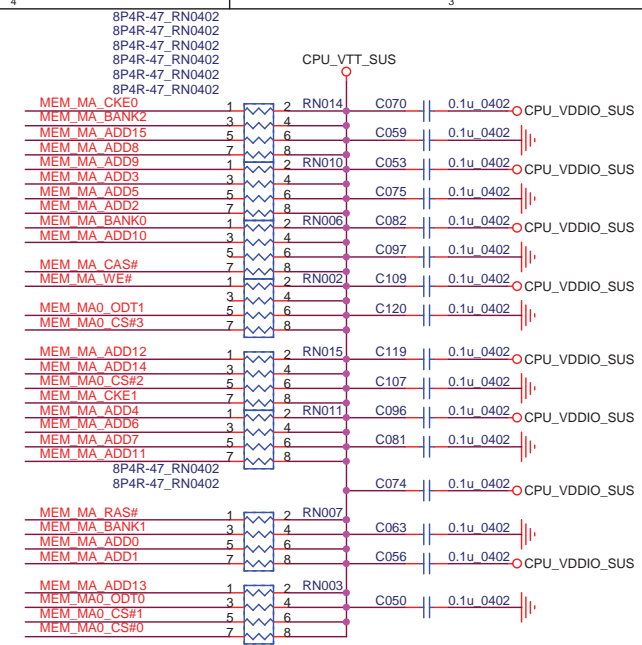 4 3
8P4R-47_RN0402
8P4R-47_RN0402
8P4R-47_RN0402
8P4R-47_RN0402 CPU_VTT_SUS
8P4R-47_RN0402
8P4R-47_RN0402
MEM_MA_CKE0 1 2 RN014 C070 0.1u_0402 CPU_VDDIO_SUS
MEM_MA_BANK2 3 4
MEM_MA_ADD15 5 6 C059 0.1u_0402
MEM_MA_ADD8 7 8
MEM_MA_ADD9 1 2 RN010 C053 0.1u_0402 CPU_VDDIO_SUS
MEM_MA_ADD3 3 4
MEM_MA_ADD5 5 6 C075 0.1u_0402
MEM_MA_ADD2 7 8
MEM_MA_BANK0 1 2 RN006 C082 0.1u_0402 CPU_VDDIO_SUS
MEM_MA_ADD10 3 4
5 6 C097 0.1u_0402
MEM_MA_CAS# 7 8
MEM_MA_WE# 1 2 RN002 C109 0.1u_0402 CPU_VDDIO_SUS
3 4
MEM_MA0_ODT1 5 6 C120 0.1u_0402
MEM_MA0_CS#3 7 8
MEM_MA_ADD12 1 2 RN015 C119 0.1u_0402 CPU_VDDIO_SUS
MEM_MA_ADD14 3 4
MEM_MA0_CS#2 5 6 C107 0.1u_0402
MEM_MA_CKE1 7 8
MEM_MA_ADD4 1 2 RN011 C096 0.1u_0402 CPU_VDDIO_SUS
MEM_MA_ADD6 3 4
MEM_MA_ADD7 5 6 C081 0.1u_0402
MEM_MA_ADD11 7 8
8P4R-47_RN0402
8P4R-47_RN0402 C074 0.1u_0402 CPU_VDDIO_SUS
MEM_MA_RAS# 1 2 RN007
MEM_MA_BANK1 3 4 C063 0.1u_0402
MEM_MA_ADD0 5 6
MEM_MA_ADD1 7 8 C056 0.1u_0402 CPU_VDDIO_SUS
MEM_MA_ADD13 1 2 RN003
MEM_MA0_ODT0 3 4 C050 0.1u_0402
MEM_MA0_CS#1 5 6
MEM_MA0_CS#0 7 8